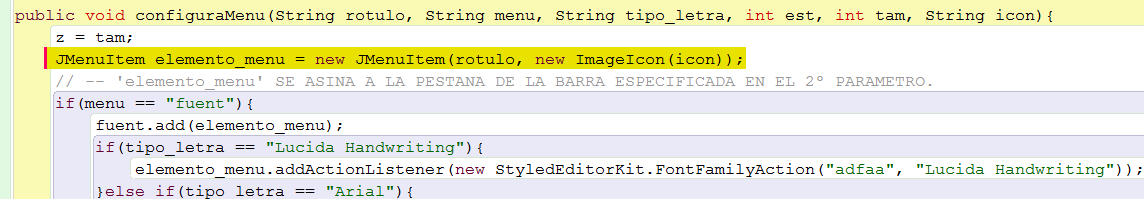 public void configuraMenu(String rotulo, String menu, String tipo_letra, int est, int tam, String icon){
z = tam;
JMenuItem elemento_menu = new JMenuItem(rotulo, new ImageIcon(icon));
// -- 'elemento_menu' SE ASINA A LA PESTANA DE LA BARRA ESPECIFICADA EN EL 2º PARAMETRO.
if(menu == "fuent"){
fuent.add(elemento_menu);
if(tipo_letra == "Lucida Handwriting"){
elemento_menu.addActionListener(new StyledEditorKit.FontFamilyAction("adfaa", "Lucida Handwriting"));
}else if(tipo_letra == "Arial"){